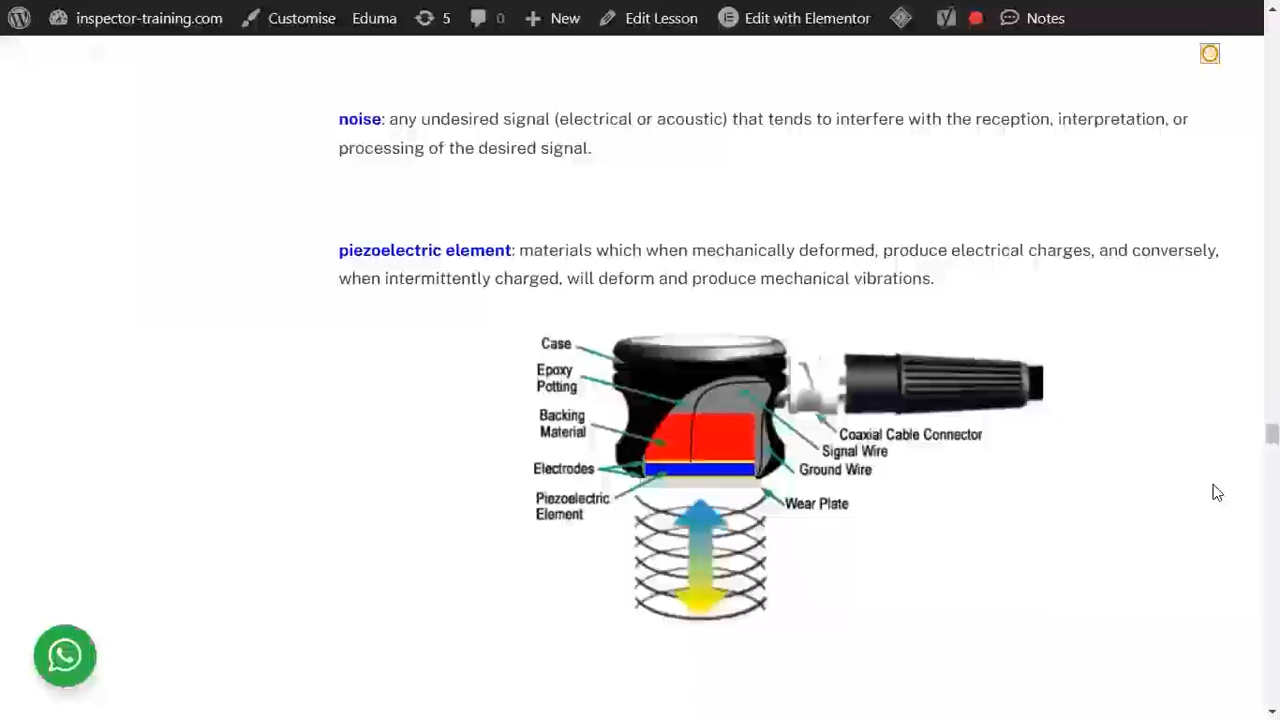 inspector-training.com Customise Eduma 5 0 New Edit Lesson Edit with Elementor Notes
noise: any undesired signal (electrical or acoustic) that tends to interfere with the reception, interpretation, or
processing of the desired signal.
piezoelectric element: materials which when mechanically deformed, produce electrical charges, and conversely,
when intermittently charged, will deform and produce mechanical vibrations.
Case
Epoxy
Potting
Backing
Material
Electrodes
Piezoelectric
Element
Coaxial Cable Connector
Signal Wire
Ground Wire
Wear Plate